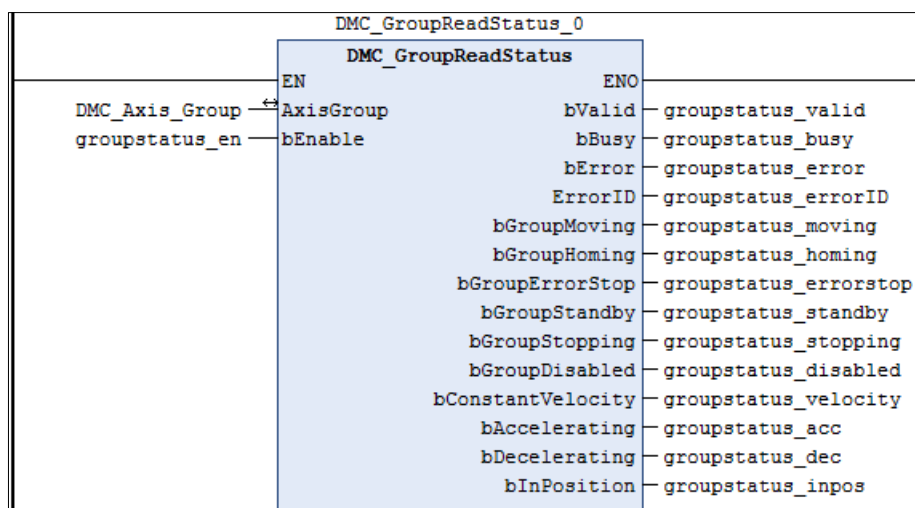 DMC_GroupReadStatus_0
DMC_GroupReadStatus
EN ENO
DMC_Axis_Group AxisGroup bValid groupstatus_valid
groupstatus_en bEnable bBusy groupstatus_busy
bError groupstatus_error
ErrorID groupstatus_errorID
bGroupMoving groupstatus_moving
bGroupHoming groupstatus_homing
bGroupErrorStop groupstatus_errorstop
bGroupStandby groupstatus_standby
bGroupStopping groupstatus_stopping
bGroupDisabled groupstatus_disabled
bConstantVelocity groupstatus_velocity
bAccelerating groupstatus_acc
bDecelerating groupstatus_dec
bInPosition groupstatus_inpos